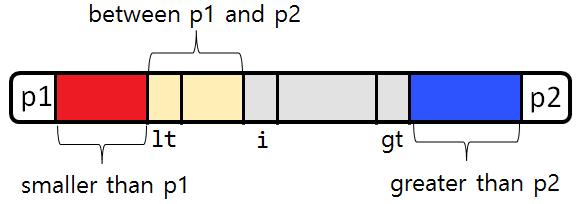 between p1 and p2
p1
p2
lt
i
gt
smaller than p1
greater than p2